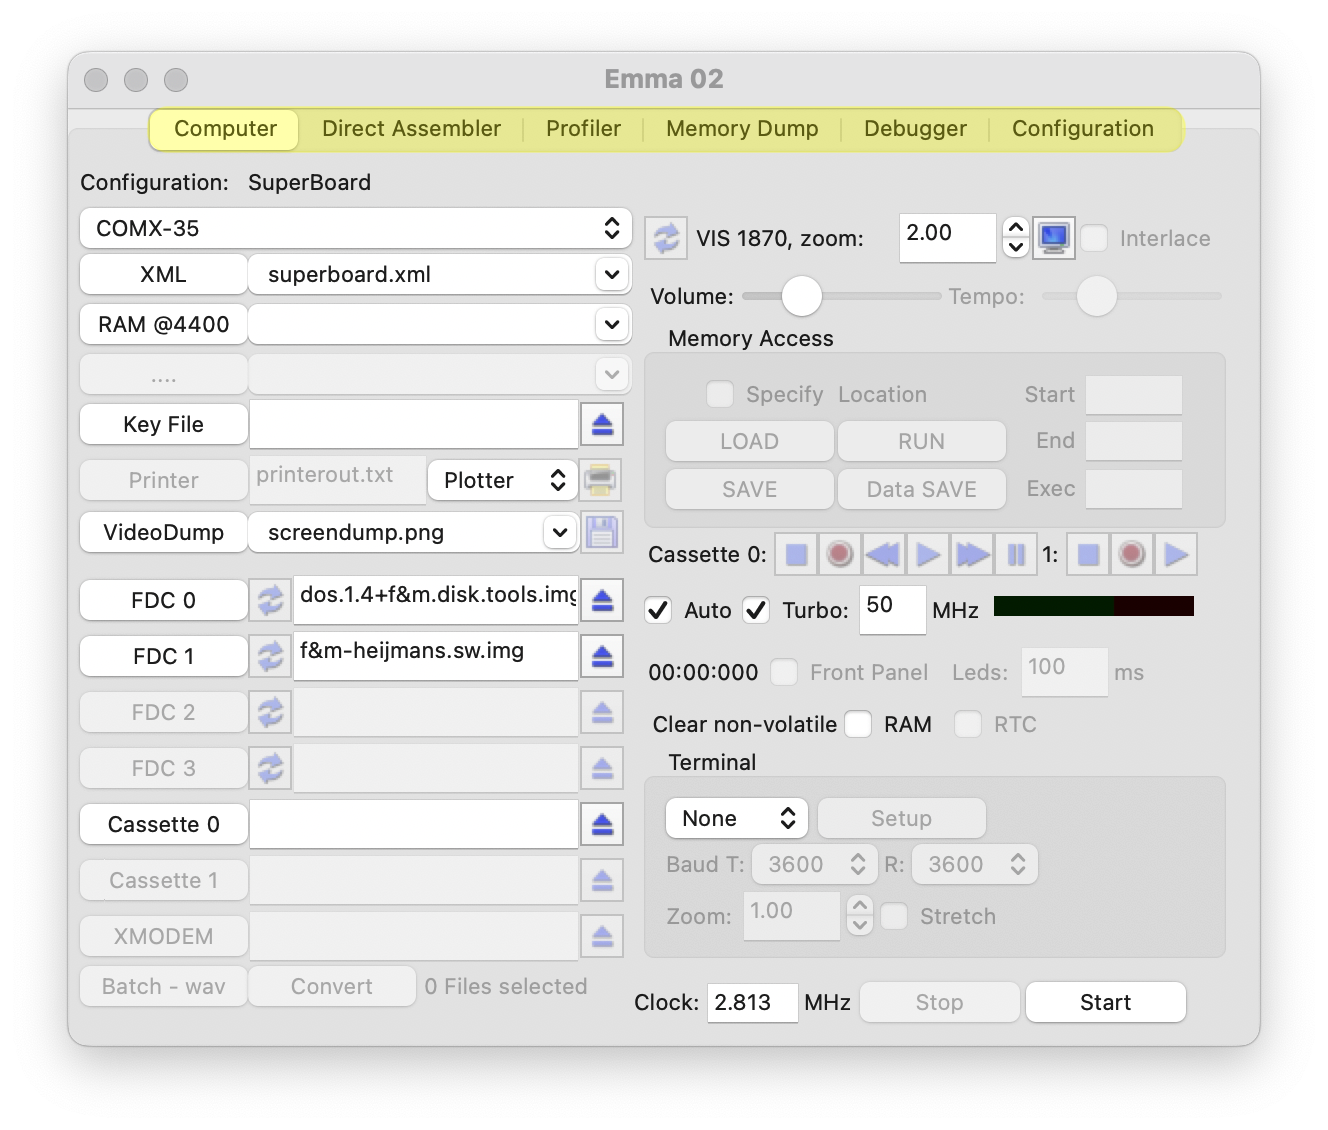 Emma 02
Computer Direct Assembler Profiler Memory Dump Debugger Configuration
Configuration: SuperBoard
COMX-35
XML superboard.xml
RAM @4400
....
Key File
Printer printerout.txt Plotter
VideoDump screendump.png
FDC 0 dos.1.4+f&m.disk.tools.img
FDC 1 f&m-heijmans.sw.img
FDC 2
FDC 3
Cassette 0
Cassette 1
XMODEM
Batch - wav Convert 0 Files selected
VIS 1870, zoom: 2.00 Interlace
Volume: Tempo:
Memory Access
Specify Location Start
LOAD RUN End
SAVE Data SAVE Exec
Cassette 0: 1:
Auto Turbo: 50 MHz
00:00:000 Front Panel Leds: 100 ms
Clear non-volatile RAM RTC
Terminal
None Setup
Baud T: 3600 R: 3600
Zoom: 1.00 Stretch
Clock: 2.813 MHz Stop Start